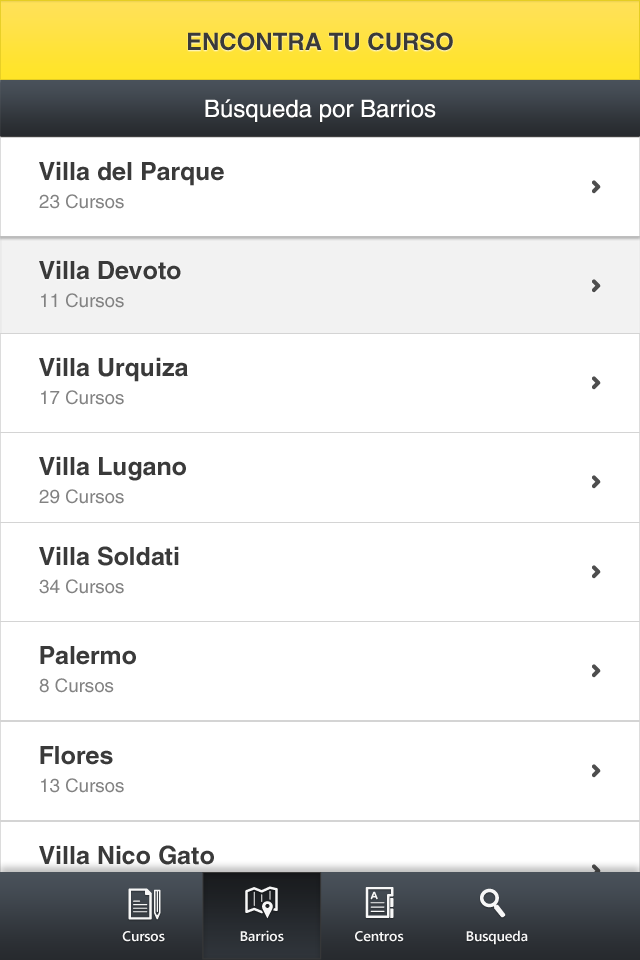 ENCONTRA TU CURSO
Búsqueda por Barrios
Villa del Parque
23 Cursos
Villa Devoto
11 Cursos
Villa Urquiza
17 Cursos
Villa Lugano
29 Cursos
Villa Soldati
34 Cursos
Palermo
8 Cursos
Flores
13 Cursos
Villa Nico Gato
Cursos
Barrios
A
Centros
Busqueda